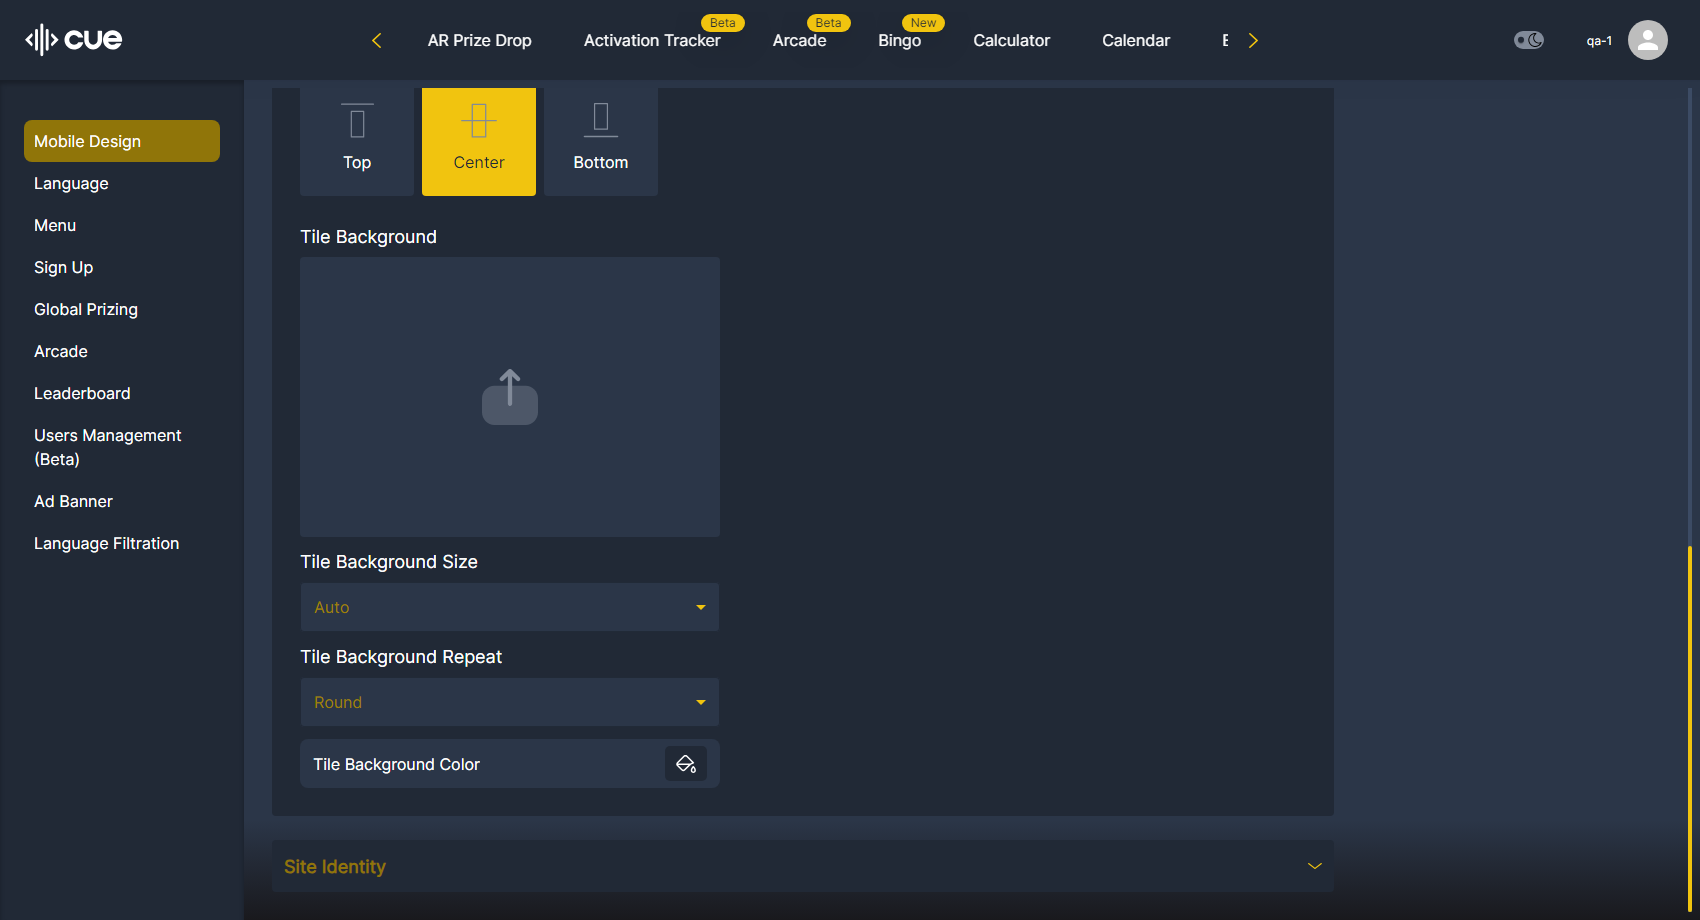 cue
AR Prize Drop
Activation Tracker
Beta
Arcade
Beta
Bingo
New
Calculator
Calendar
qa-1
Mobile Design
Language
Menu
Sign Up
Global Prizing
Arcade
Leaderboard
Users Management
(Beta)
Ad Banner
Language Filtration
Top
Center
Bottom
Tile Background
Tile Background Size
Auto
Tile Background Repeat
Round
Tile Background Color
Site Identity